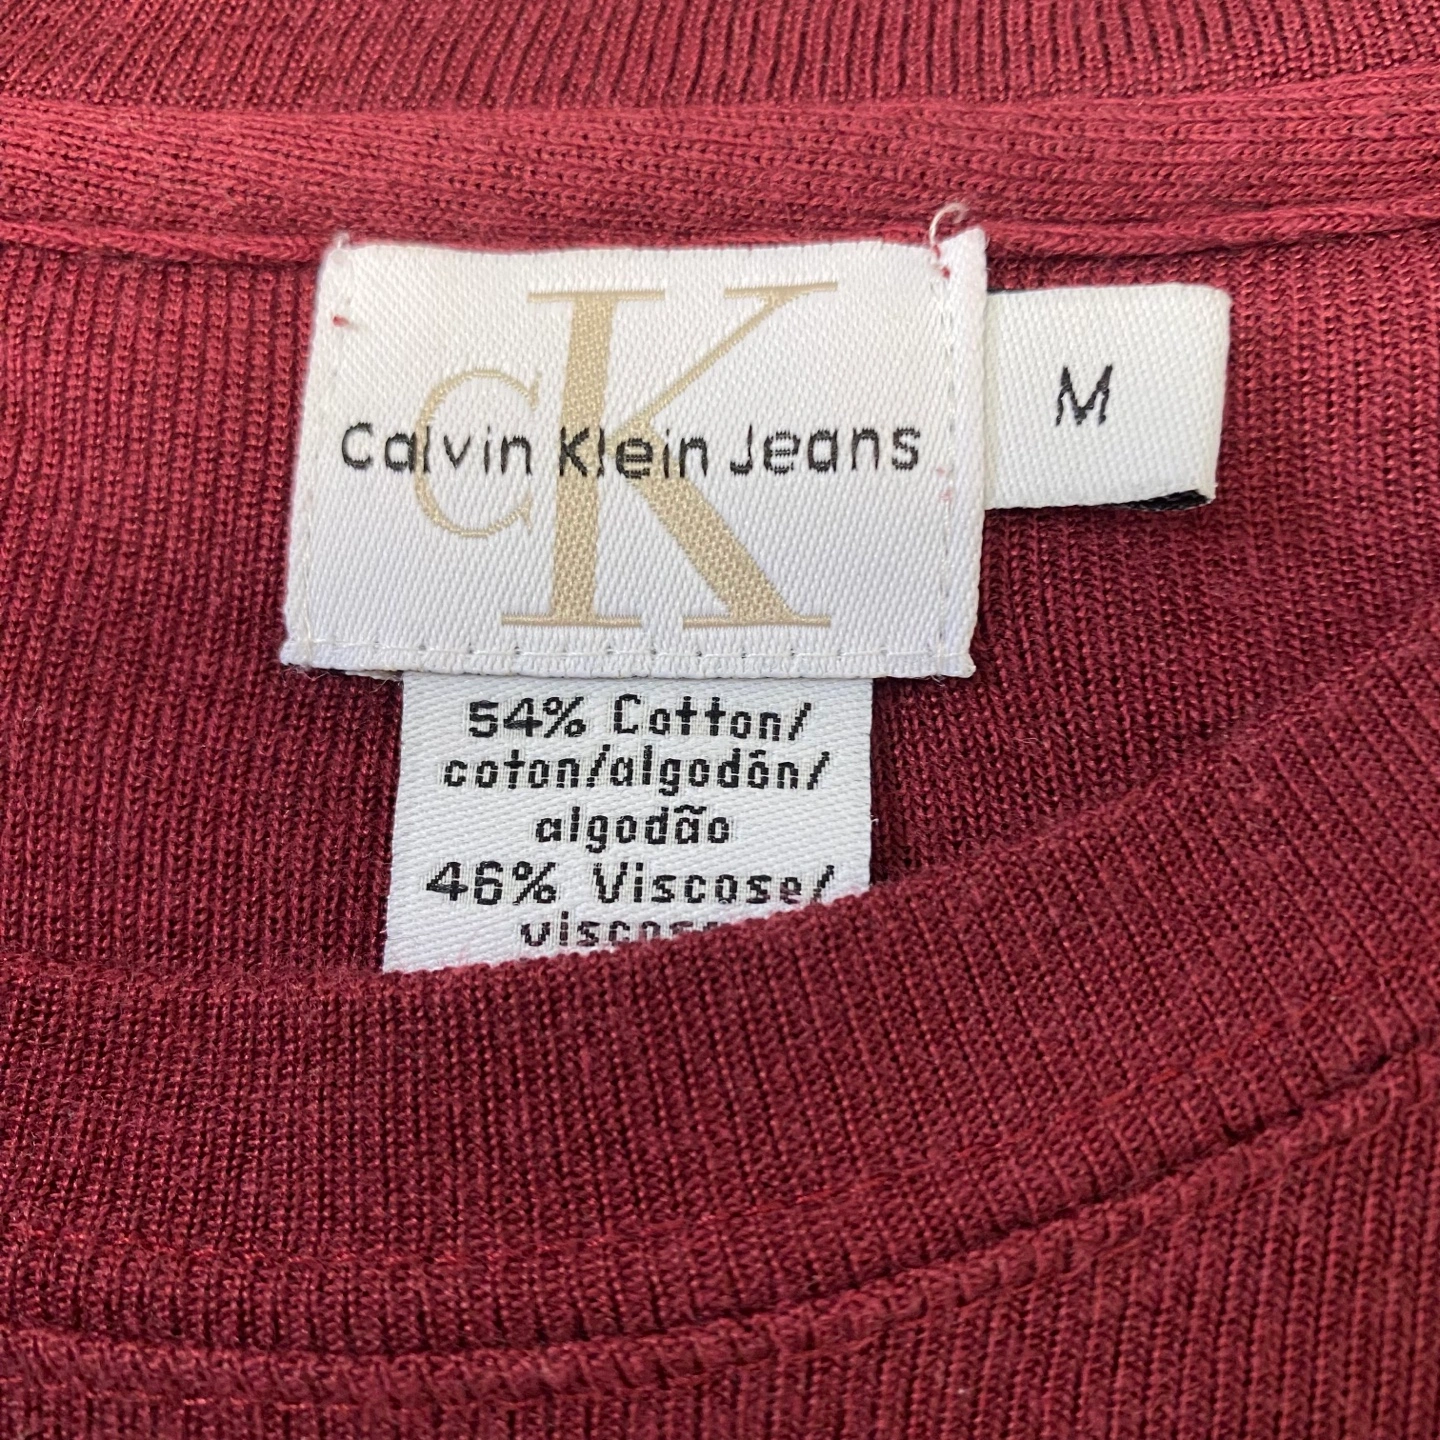 CK
Calvin Klein Jeans
M
54% Cotton/
coton/algodón/
algodão
46% Viscose/